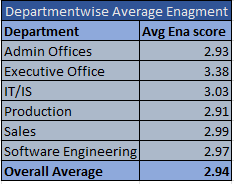 Departmentwise Average Enagment
Department Avg Ena score
Admin Offices 2.93
Executive Office 3.38
IT/IS 3.03
Production 2.91
Sales 2.99
Software Engineering 2.97
Overall Average 2.94